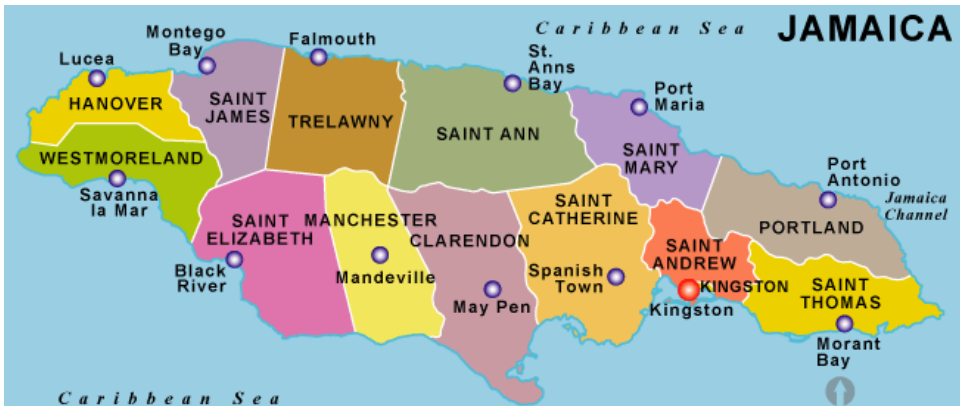 Caribbean Sea
JAMAICA
Montego
Bay
Falmouth
Lucea
St.
Anns
Bay
HANOVER
SAINT
JAMES
TRELAWNY
SAINT ANN
Port
Maria
SAINT
MARY
WESTMORELAND
Savanna
la Mar
Port
Antonio
Jamaica
Channel
SAINT
ELIZABETH
MANCHESTER
CLARENDON
SAINT
CATHERINE
PORTLAND
SAINT
ANDREW
Black
River
Mandeville
Spanish
Town
KINGSTON
SAINT
THOMAS
May Pen
Kingston
Morant
Bay
Caribbean Sea